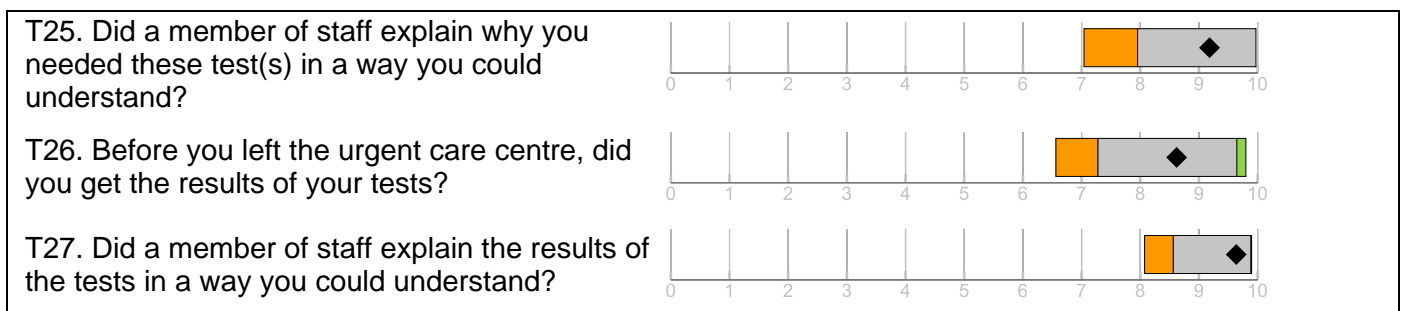 T25. Did a member of staff explain why you
needed these test(s) in a way you could
understand?
0 1 2 3 4 5 6 7 8 9 10
T26. Before you left the urgent care centre, did
you get the results of your tests?
0 1 2 3 4 5 6 7 8 9 10
T27. Did a member of staff explain the results of
the tests in a way you could understand?
0 1 2 3 4 5 6 7 8 9 10